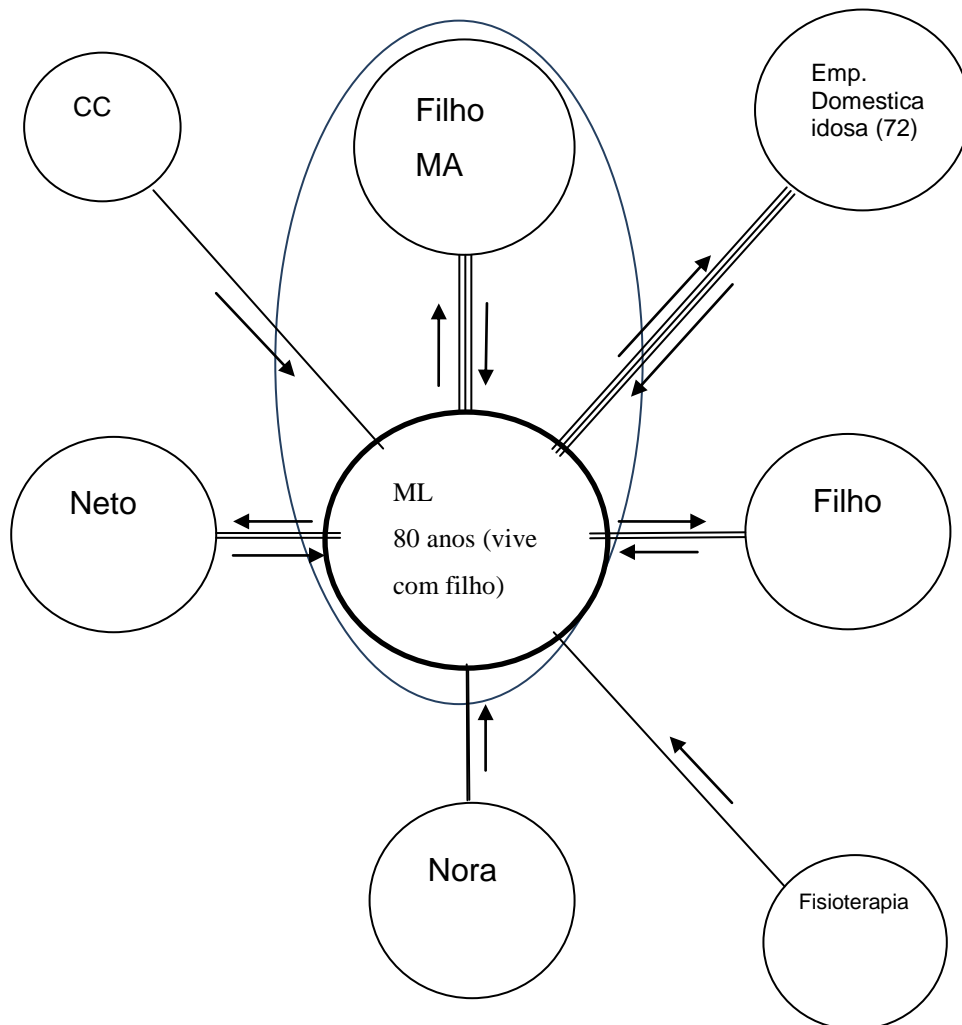 CC
Filho
MA
Emp.
Domestica
idosa (72)
Neto
ML
80 anos (vive
com filho)
Filho
Nora
Fisioterapia